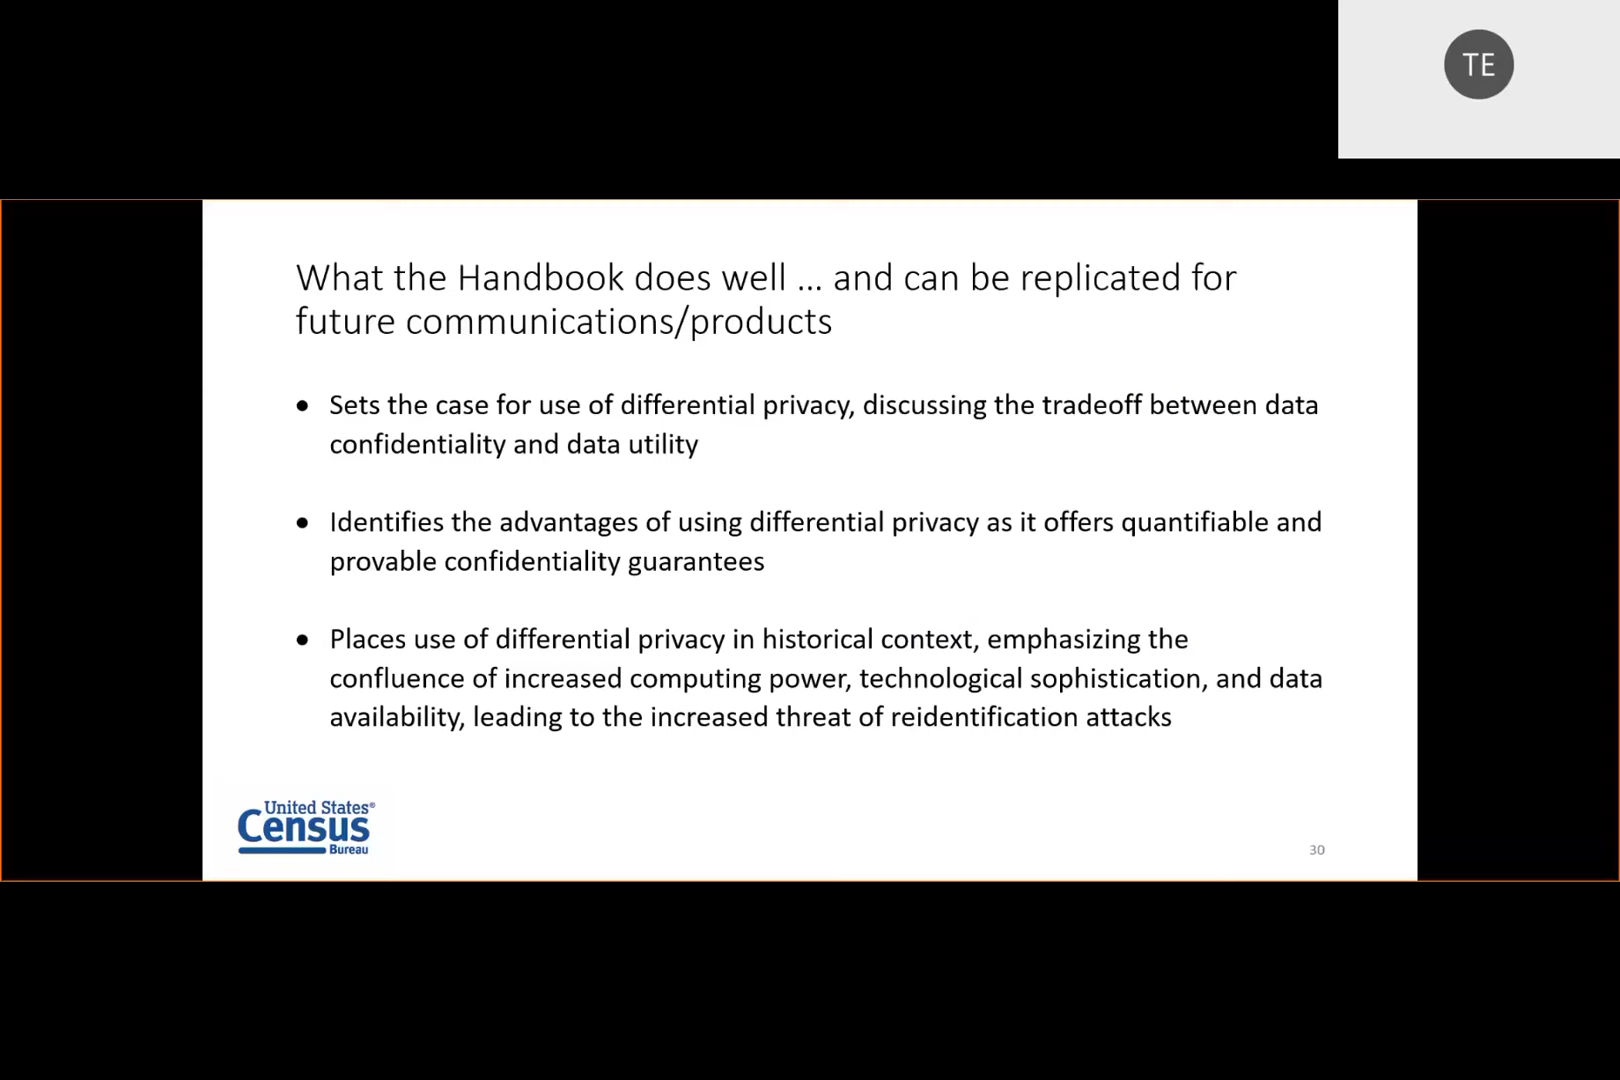 TE
What the Handbook does well ... and can be replicated for
future communications/products
• Sets the case for use of differential privacy, discussing the tradeoff between data
confidentiality and data utility
• Identifies the advantages of using differential privacy as it offers quantifiable and
provable confidentiality guarantees
• Places use of differential privacy in historical context, emphasizing the
confluence of increased computing power, technological sophistication, and data
availability, leading to the increased threat of reidentification attacks
United States®
Census
Bureau
30